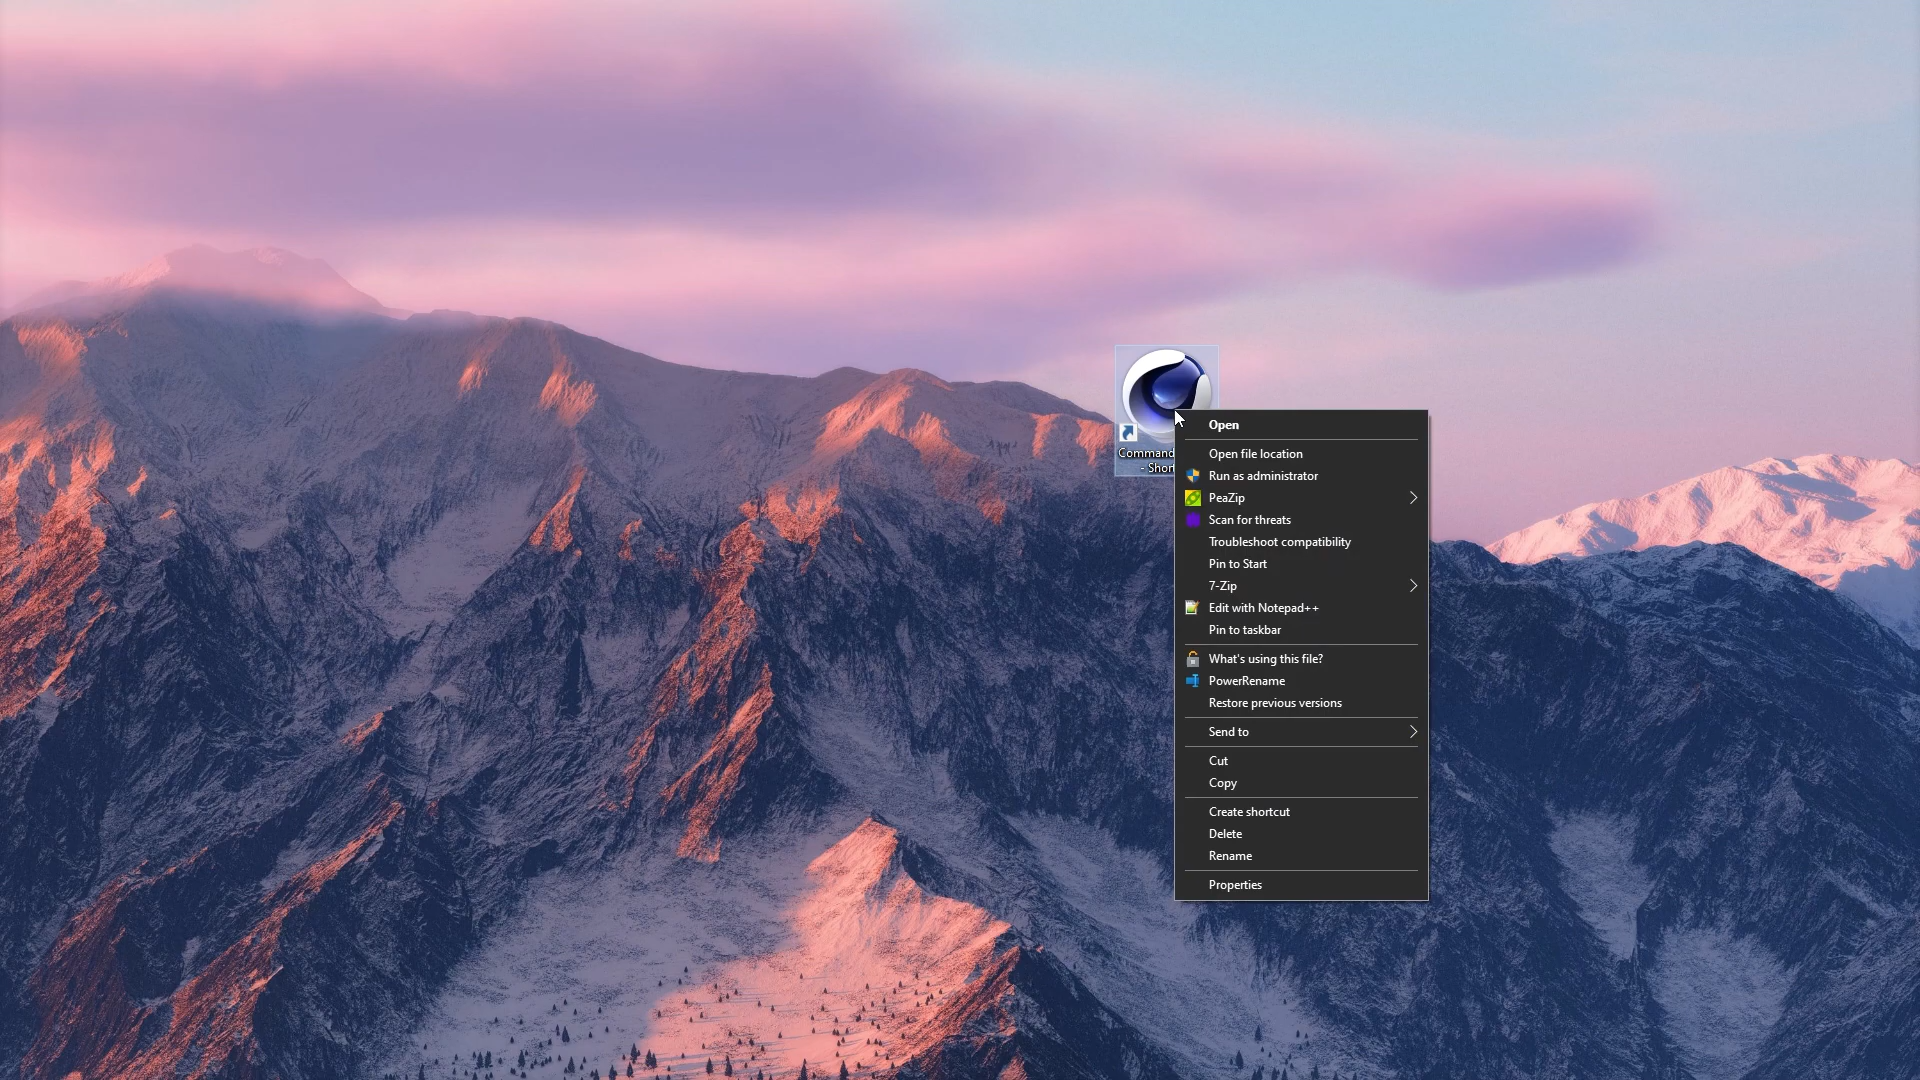 Command
- Short
Open
Open file location
Run as administrator
PeaZip
Scan for threats
Troubleshoot compatibility
Pin to Start
7-Zip
Edit with Notepad++
Pin to taskbar
What's using this file?
PowerRename
Restore previous versions
Send to
Cut
Copy
Create shortcut
Delete
Rename
Properties